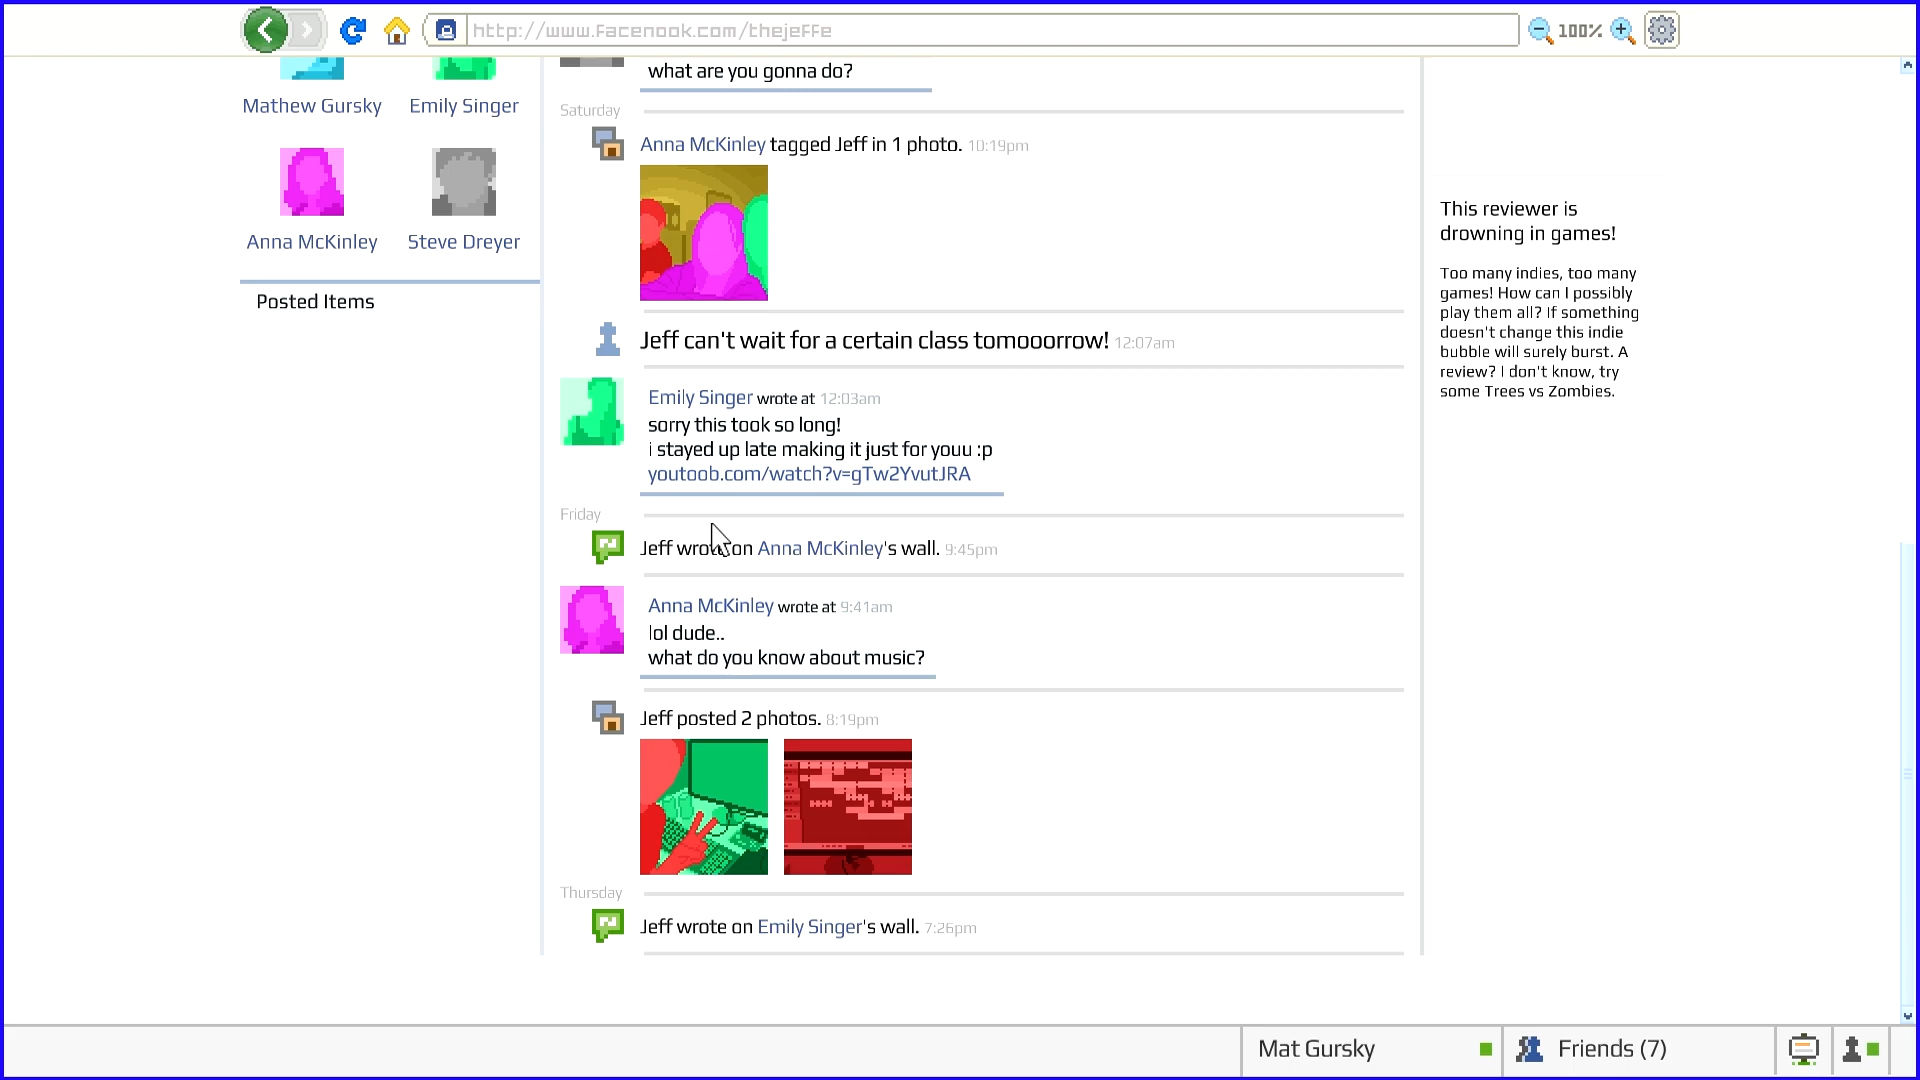 http://www.facenook.com/thejeffe
100%
Mathew Gursky
Emily Singer
Anna McKinley
Steve Dreyer
Posted Items
what are you gonna do?
Saturday
Anna McKinley tagged Jeff in 1 photo. 10:19pm
Jeff can't wait for a certain class tomooorrow! 12:07am
Emily Singer wrote at 12:03am
sorry this took so long!
i stayed up late making it just for youu :p
youtoob.com/watch?v=gTw2YvutJRA
Friday
Jeff wrote on Anna McKinley's wall. 9:45pm
Anna McKinley wrote at 9:41am
lol dude..
what do you know about music?
Jeff posted 2 photos. 8:19pm
Thursday
Jeff wrote on Emily Singer's wall. 7:26pm
This reviewer is
drowning in games!
Too many indies, too many
games! How can I possibly
play them all? If something
doesn't change this indie
bubble will surely burst. A
review? I don't know, try
some Trees vs Zombies.
Mat Gursky
Friends (7)